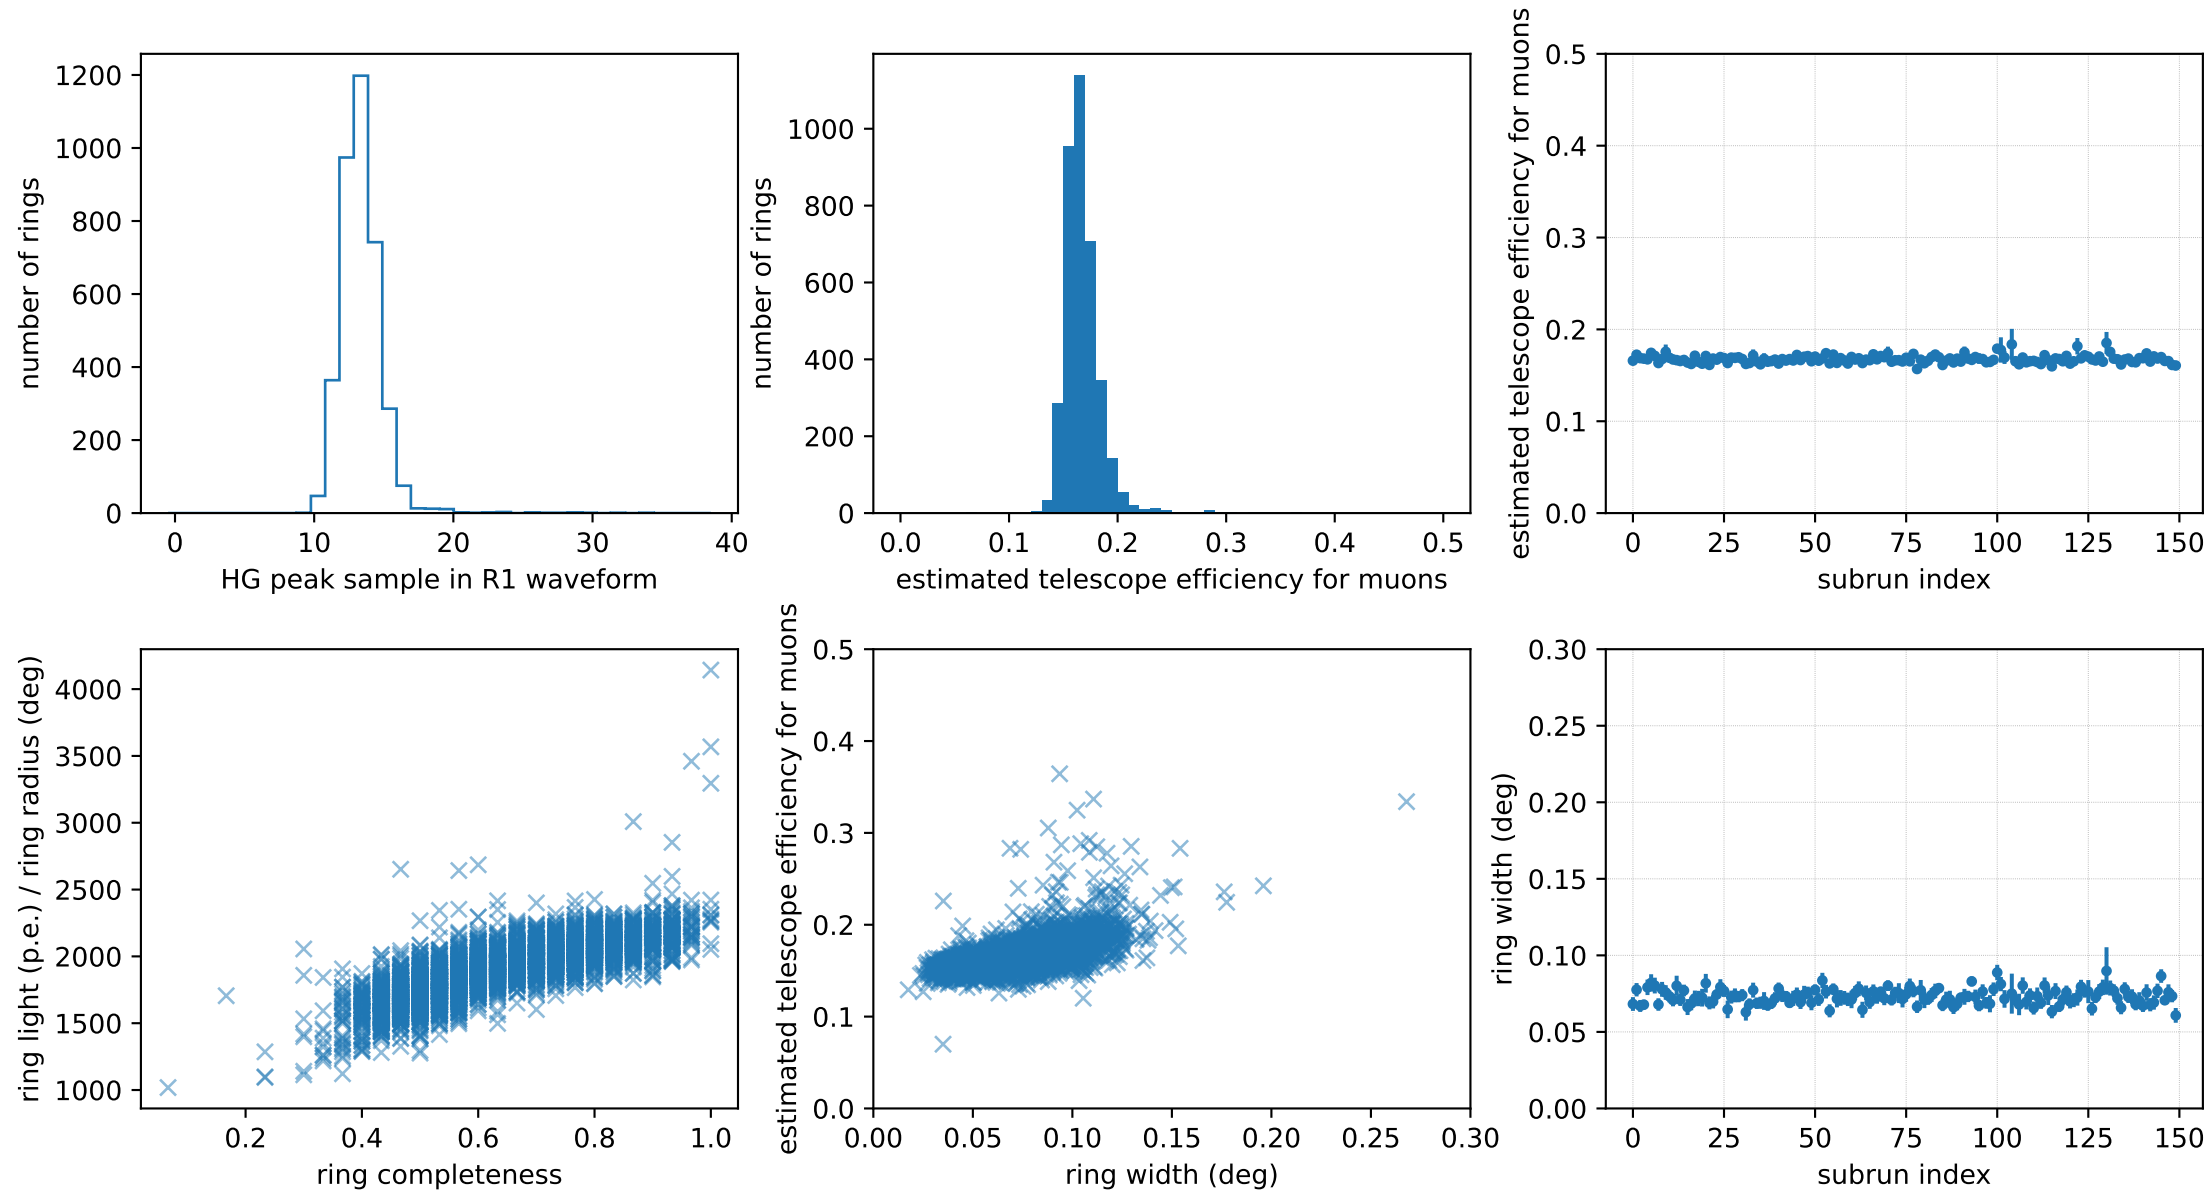 number of rings
1200
1000
800
600
400
200
0
0 10 20 30 40
HG peak sample in R1 waveform
number of rings
1000
800
600
400
200
0
0.0 0.1 0.2 0.3 0.4 0.5
estimated telescope efficiency for muons
estimated telescope efficiency for muons
0.5
0.4
0.3
0.2
0.1
0.0
0 25 50 75 100 125 150
subrun index
ring light (p.e.) / ring radius (deg)
4000
3500
3000
2500
2000
1500
1000
0.2 0.4 0.6 0.8 1.0
ring completeness
estimated telescope efficiency for muons
0.5
0.4
0.3
0.2
0.1
0.0
0.00 0.05 0.10 0.15 0.20 0.25 0.30
ring width (deg)
ring width (deg)
0.30
0.25
0.20
0.15
0.10
0.05
0.00
0 25 50 75 100 125 150
subrun index